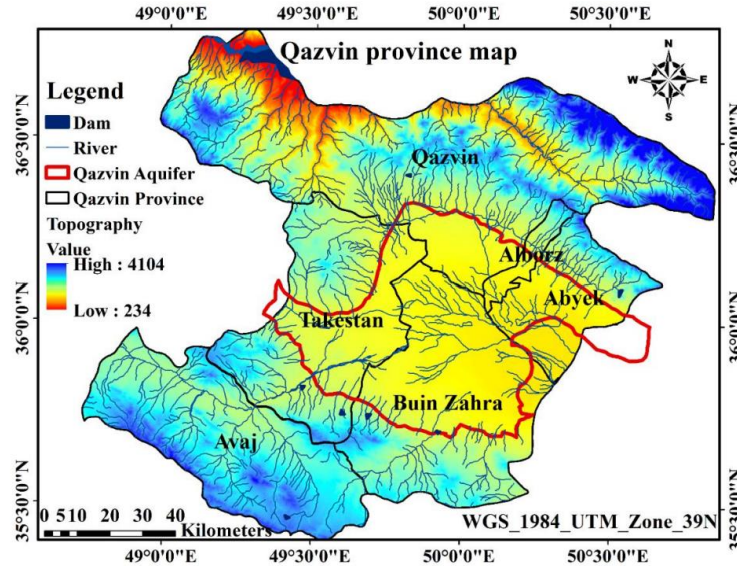 49°0'0"E 49°30'0"E 50°0'0"E 50°30'0"E
Qazvin province map
N
W E
S
Legend
Dam
River
Qazvin Aquifer
Qazvin Province
Topography
Value
High : 4104
Low : 234
36°30'0"N
36°0'0"N
35°30'0"N
36°30'0"N
36°0'0"N
35°30'0"N
Qazvin
Alborz
Abyek
Takestan
Buin Zahra
Avaj
0 5 10 20 30 40
Kilometers
WGS_1984_UTM_Zone_39N
49°0'0"E 49°30'0"E 50°0'0"E 50°30'0"E